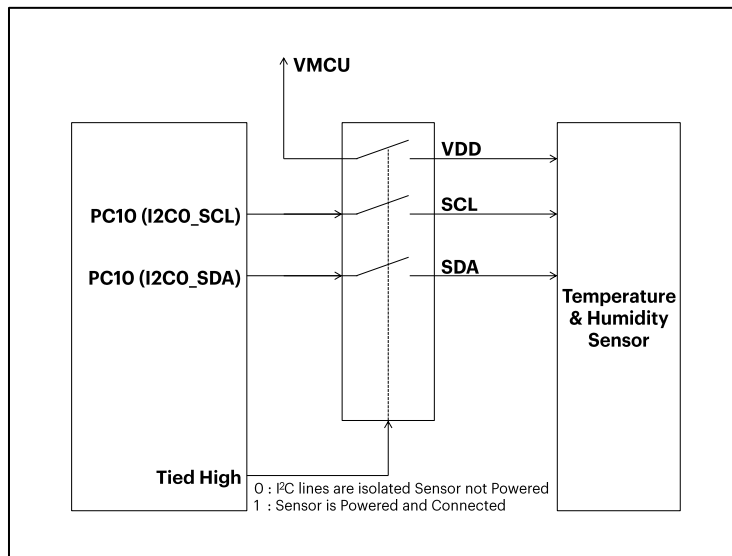 VMCU
VDD
PC10 (I2C0_SCL)
SCL
PC10 (I2C0_SDA)
SDA
Temperature
& Humidity
Sensor
Tied High
0 : I²C lines are isolated Sensor not Powered
1 : Sensor is Powered and Connected